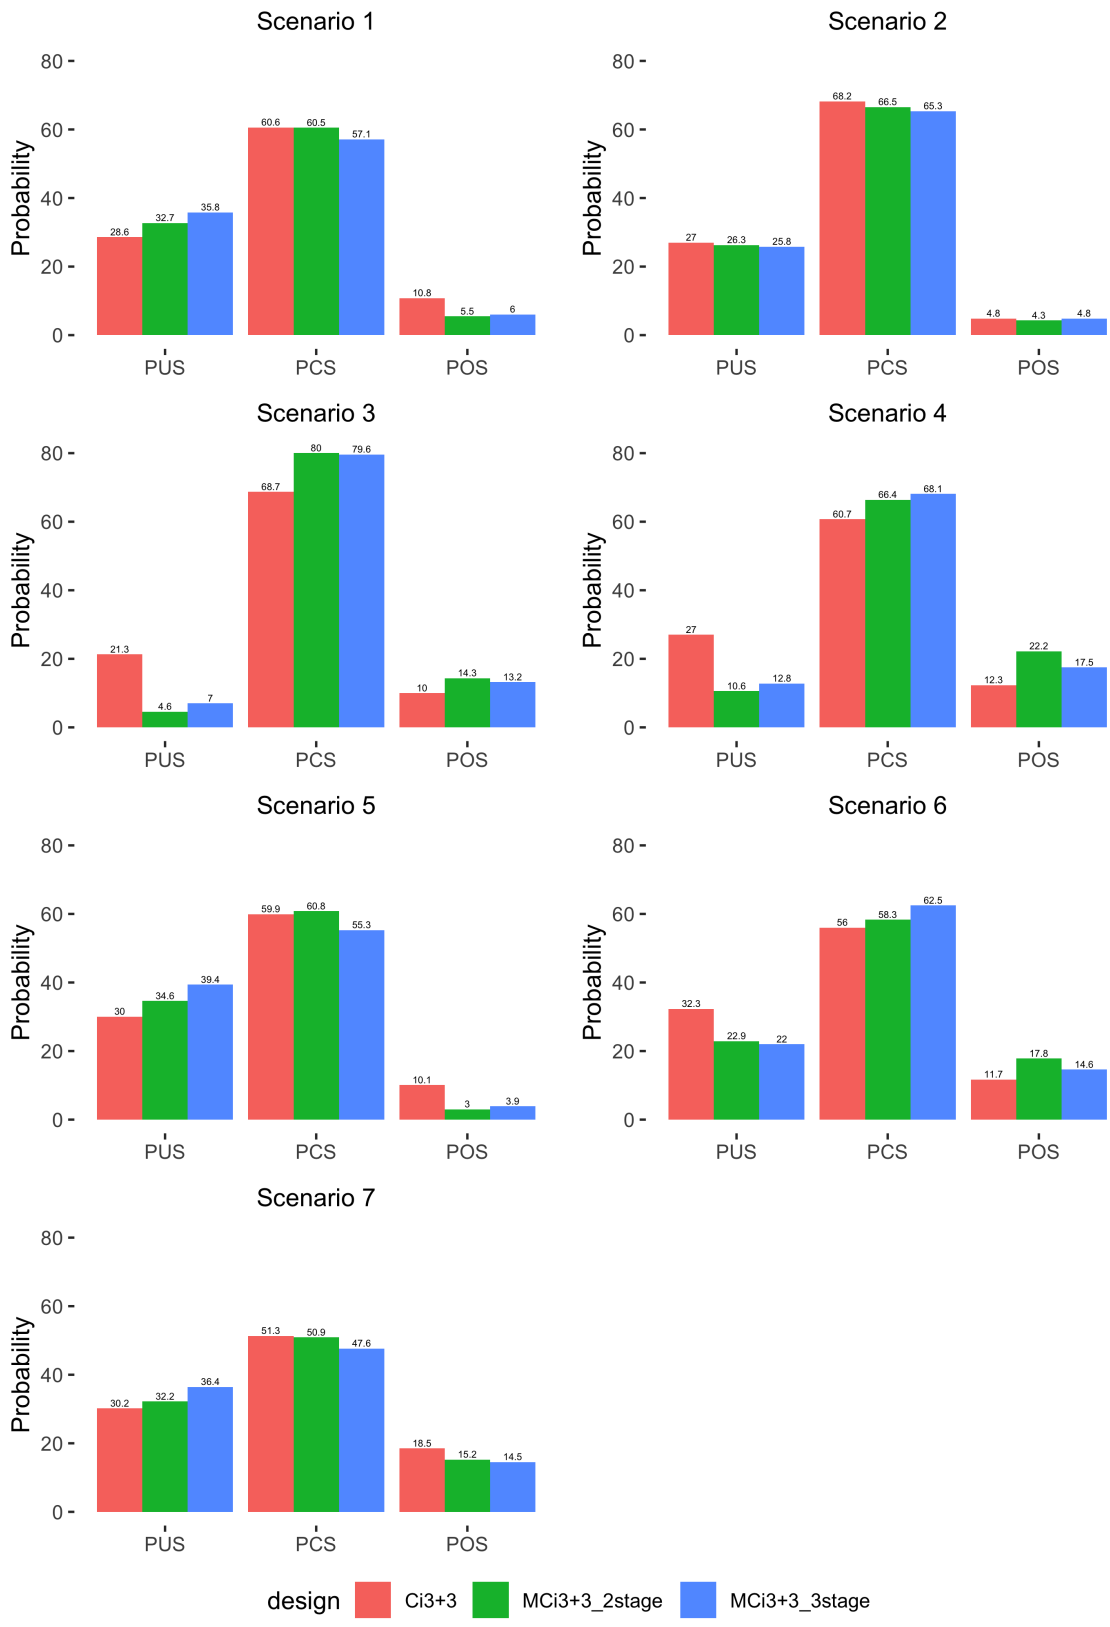 Scenario 1
Scenario 2
80
60
40
20
0
Probability
28.6
32.7
35.8
60.6
60.5
57.1
10.8
5.5
6
PUS
PCS
POS
80
60
40
20
0
Probability
27
26.3
25.8
68.2
66.5
65.3
4.8
4.3
4.8
PUS
PCS
POS
Scenario 3
Scenario 4
80
60
40
20
0
Probability
21.3
4.6
7
68.7
80
79.6
10
14.3
13.2
PUS
PCS
POS
80
60
40
20
0
Probability
27
10.6
12.8
60.7
66.4
68.1
12.3
22.2
17.5
PUS
PCS
POS
Scenario 5
Scenario 6
80
60
40
20
0
Probability
30
34.6
39.4
59.9
60.8
55.3
10.1
3
3.9
PUS
PCS
POS
80
60
40
20
0
Probability
32.3
22.9
22
56
58.3
62.5
11.7
17.8
14.6
PUS
PCS
POS
Scenario 7
80
60
40
20
0
Probability
30.2
32.2
36.4
51.3
50.9
47.6
18.5
15.2
14.5
PUS
PCS
POS
design Ci3+3 MCi3+3_2stage MCi3+3_3stage